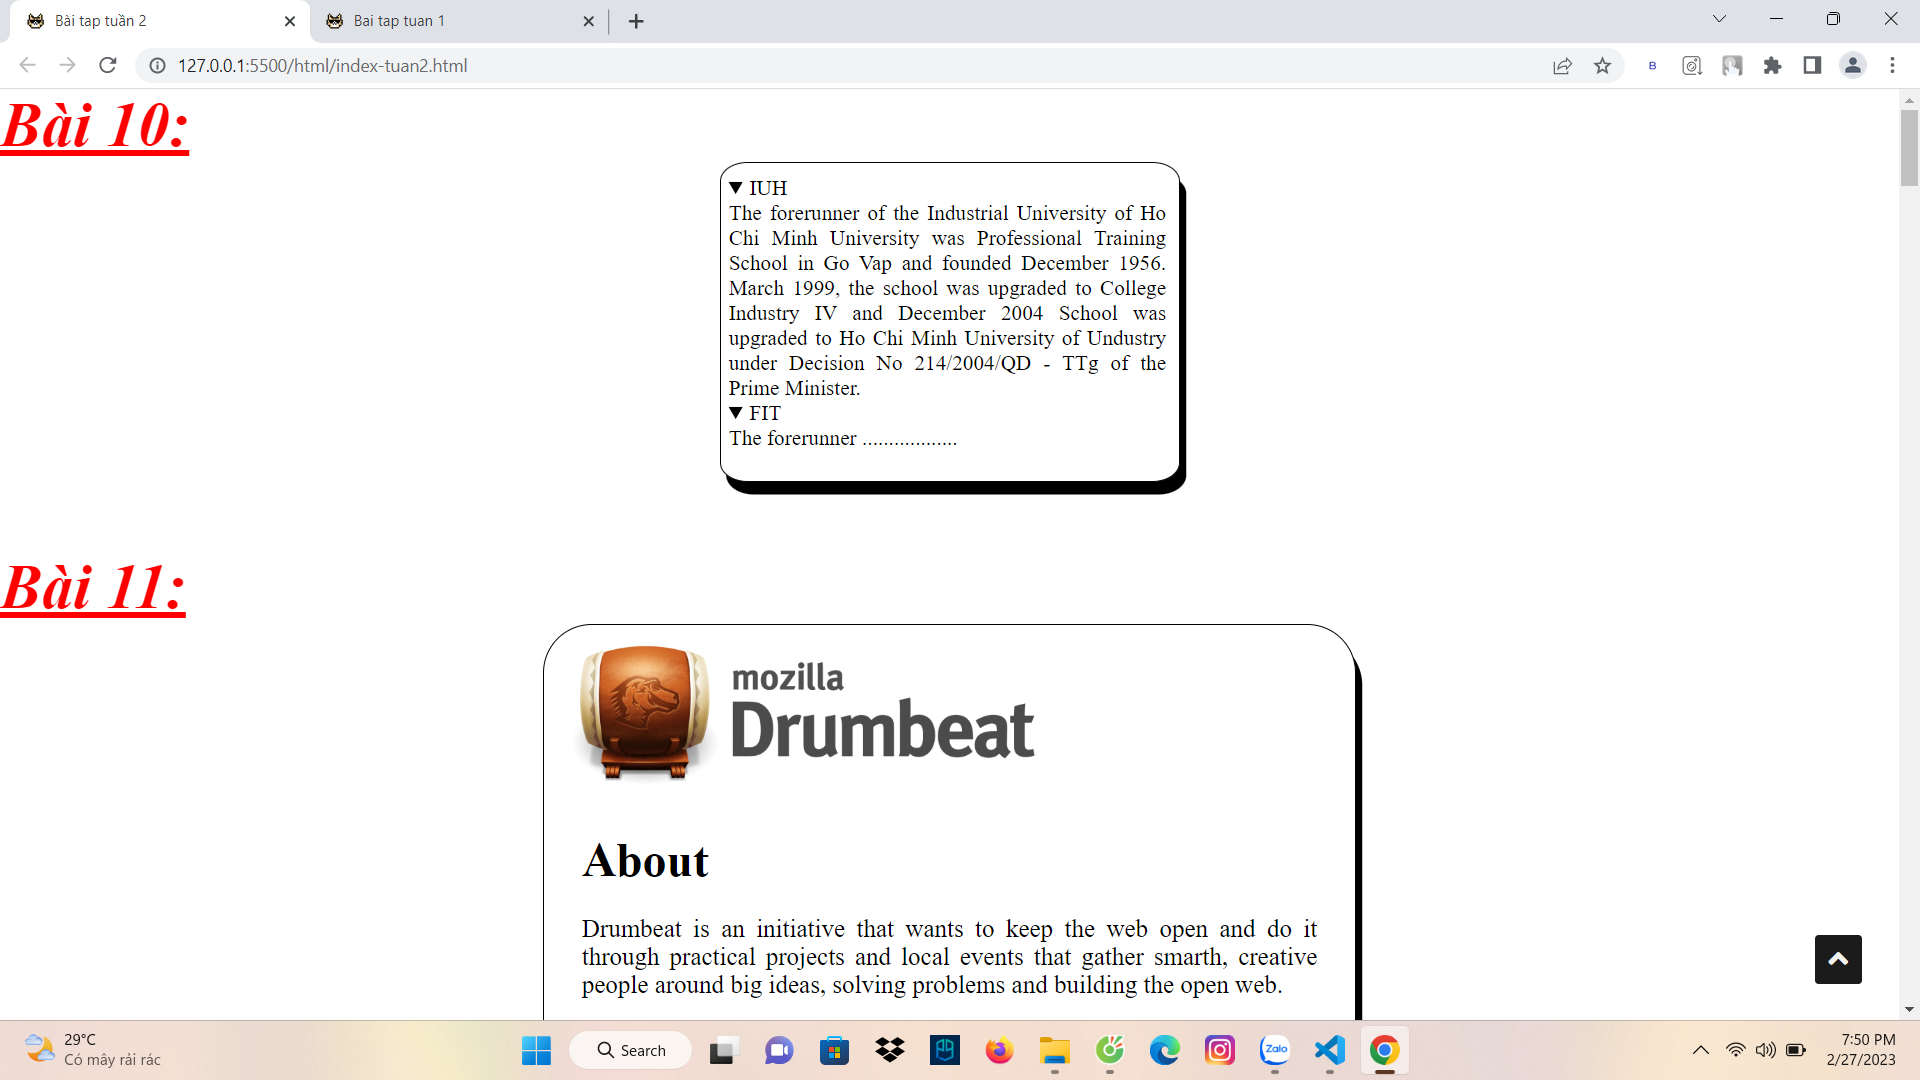 Bài tap tuần 2
Bai tap tuan 1
127.0.0.1:5500/html/index-tuan2.html
B
Bài 10:
IUH
The forerunner of the Industrial University of Ho
Chi Minh University was Professional Training
School in Go Vap and founded December 1956.
March 1999, the school was upgraded to College
Industry IV and December 2004 School was
upgraded to Ho Chi Minh University of Undustry
under Decision No 214/2004/QD - TTg of the
Prime Minister.
FIT
The forerunner ..................
Bài 11:
mozilla
Drumbeat
About
Drumbeat is an initiative that wants to keep the web open and do it
through practical projects and local events that gather smarth, creative
people around big ideas, solving problems and building the open web.
29°C
Có mây rải rác
Search
Zalo
7:50 PM
2/27/2023